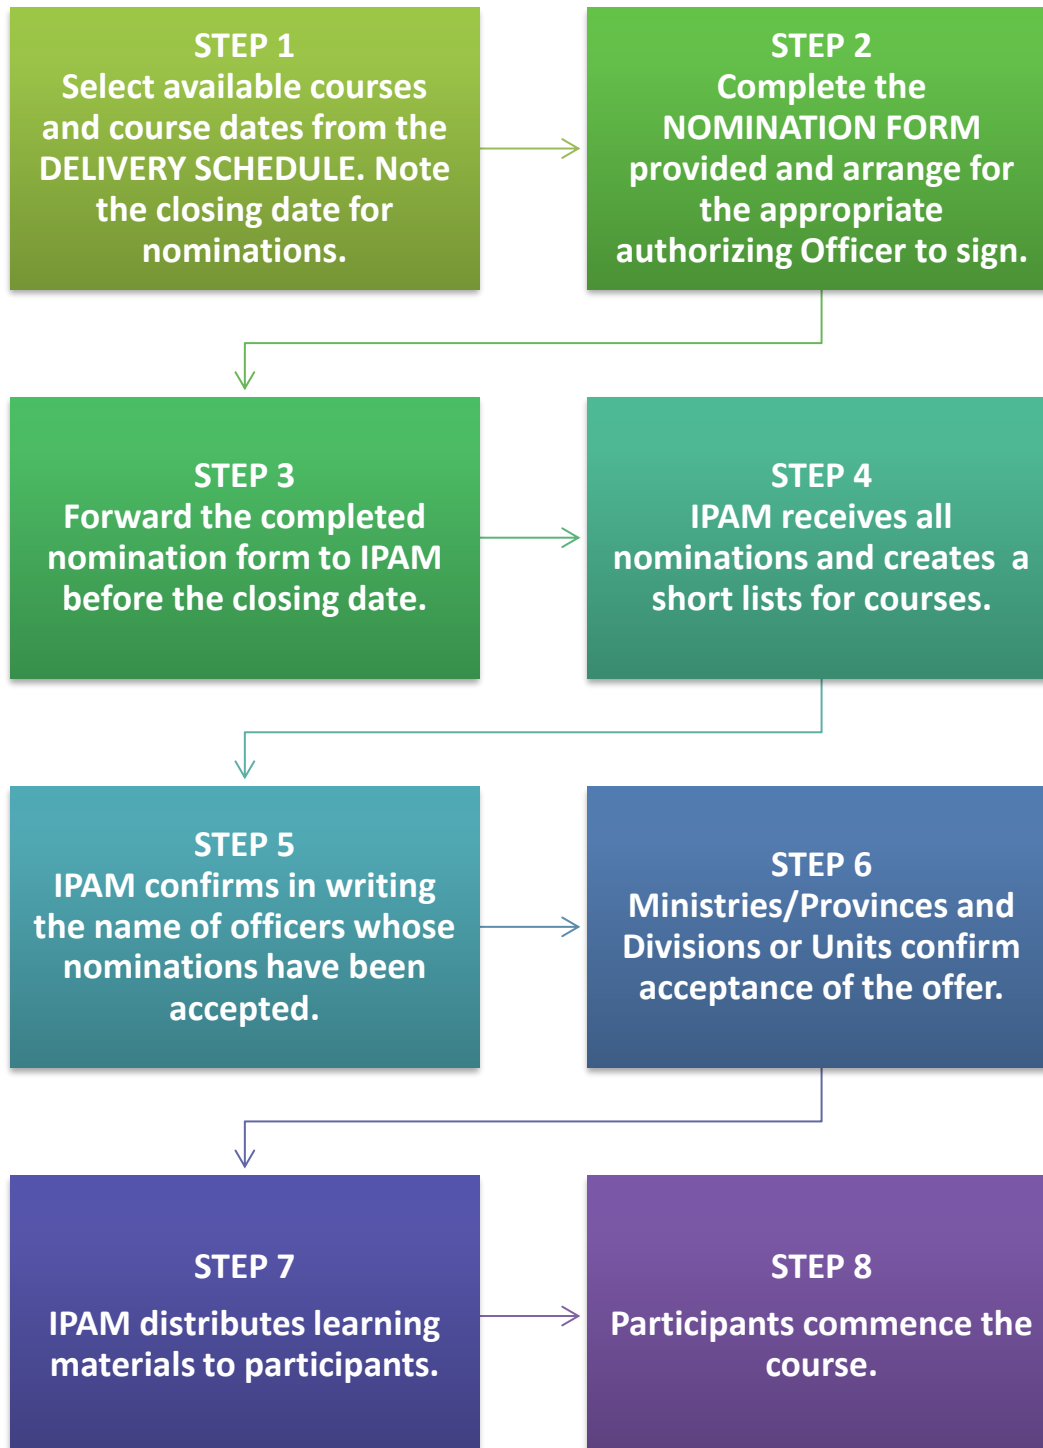 STEP 1
Select available courses
and course dates from the
DELIVERY SCHEDULE. Note
the closing date for
nominations.
STEP 2
Complete the
NOMINATION FORM
provided and arrange for
the appropriate
authorizing Officer to sign.
STEP 3
Forward the completed
nomination form to IPAM
before the closing date.
STEP 4
IPAM receives all
nominations and creates  a
short lists for courses.
STEP 5
IPAM confirms in writing
the name of officers whose
nominations have been
accepted.
STEP 6
Ministries/Provinces and
Divisions or Units confirm
acceptance of the offer.
STEP 7
IPAM distributes learning
materials to participants.
STEP 8
Participants commence the
course.